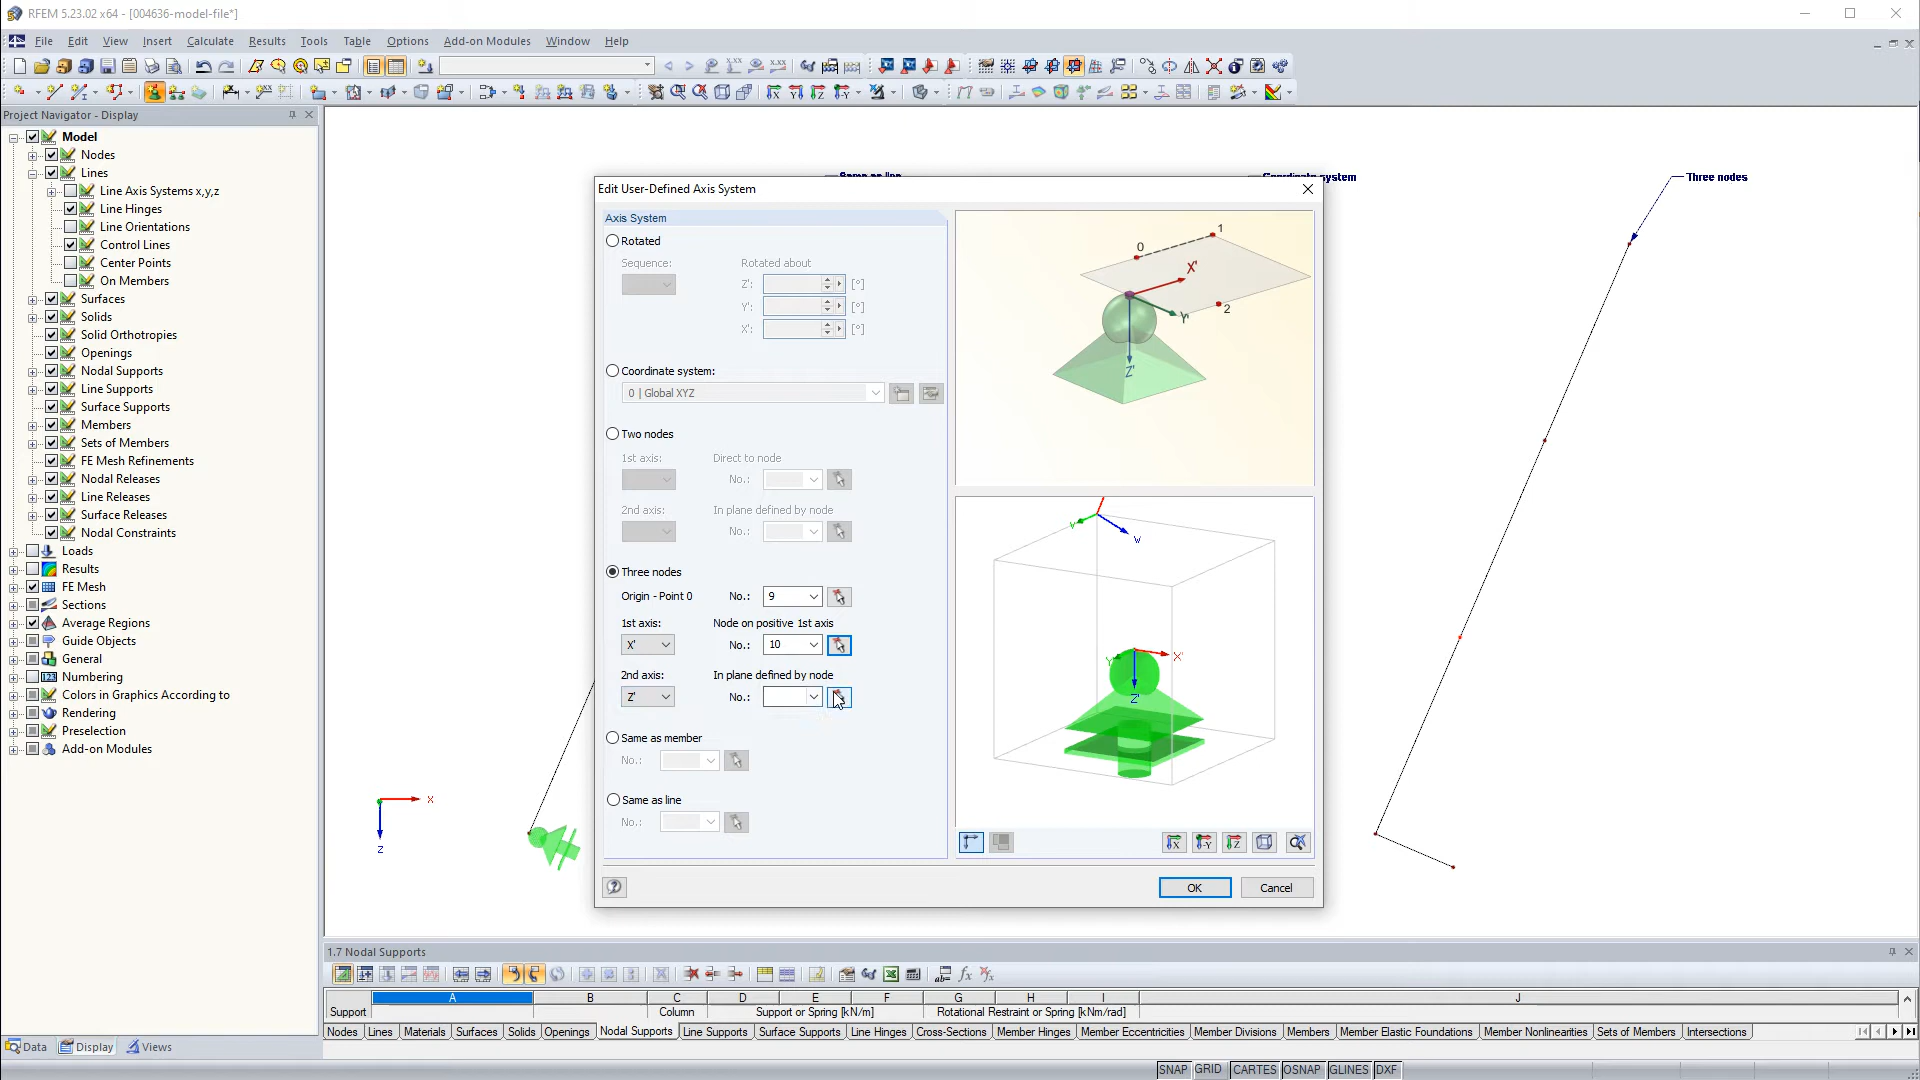 RFEM 5.23.02 x64 - [004636-model-file*]
File Edit View Insert Calculate Results Tools Table Options Add-on Modules Window Help
Project Navigator - Display
Model
Nodes
Lines
Line Axis Systems x,y,z
Line Hinges
Line Orientations
Control Lines
Center Points
On Members
Surfaces
Solids
Solid Orthotropies
Openings
Nodal Supports
Line Supports
Surface Supports
Members
Sets of Members
FE Mesh Refinements
Nodal Releases
Line Releases
Surface Releases
Nodal Constraints
Loads
Results
FE Mesh
Sections
Average Regions
Guide Objects
General
Numbering
Colors in Graphics According to
Rendering
Preselection
Add-on Modules
Data Display Views
Same as line
Coordinate system
Three nodes
X
Z
Edit User-Defined Axis System
Axis System
Rotated
Sequence: Rotated about
Z': [°]
Y': [°]
X': [°]
Coordinate system:
0 | Global XYZ
Two nodes
1st axis: Direct to node
No.:
2nd axis: In plane defined by node
No.:
Three nodes
Origin - Point 0 No.: 9
1st axis: Node on positive 1st axis
X' No.: 10
2nd axis: In plane defined by node
Z' No.:
Same as member
No.:
Same as line
No.:
0 1
X'
2
Y'
Z'
Y
W
Y' X'
Z'
OK Cancel
1.7 Nodal Supports
A B C D E F G H I J
Support Column Support or Spring [kN/m] Rotational Restraint or Spring [kNm/rad]
Nodes Lines Materials Surfaces Solids Openings Nodal Supports Line Supports Surface Supports Line Hinges Cross-Sections Member Hinges Member Eccentricities Member Divisions Members Member Elastic Foundations Member Nonlinearities Sets of Members Intersections
SNAP GRID CARTES OSNAP GLINES DXF